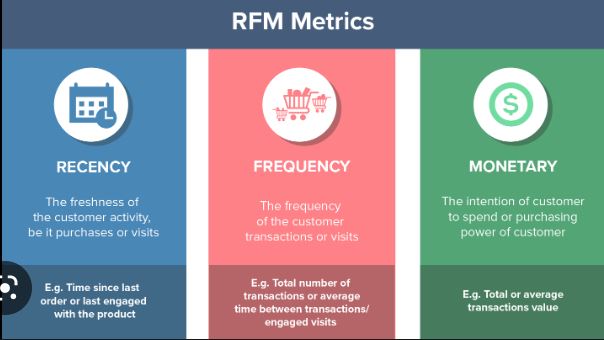 RFM Metrics
RECENCY
The freshness of
the customer activity,
be it purchases or visits
E.g. Time since last
order or last engaged
with the product
FREQUENCY
The frequency
of the customer
transactions or visits
E.g. Total number of
transactions or average
time between transactions/
engaged visits
MONETARY
The intention of customer
to spend or purchasing
power of customer
E.g. Total or average
transactions value